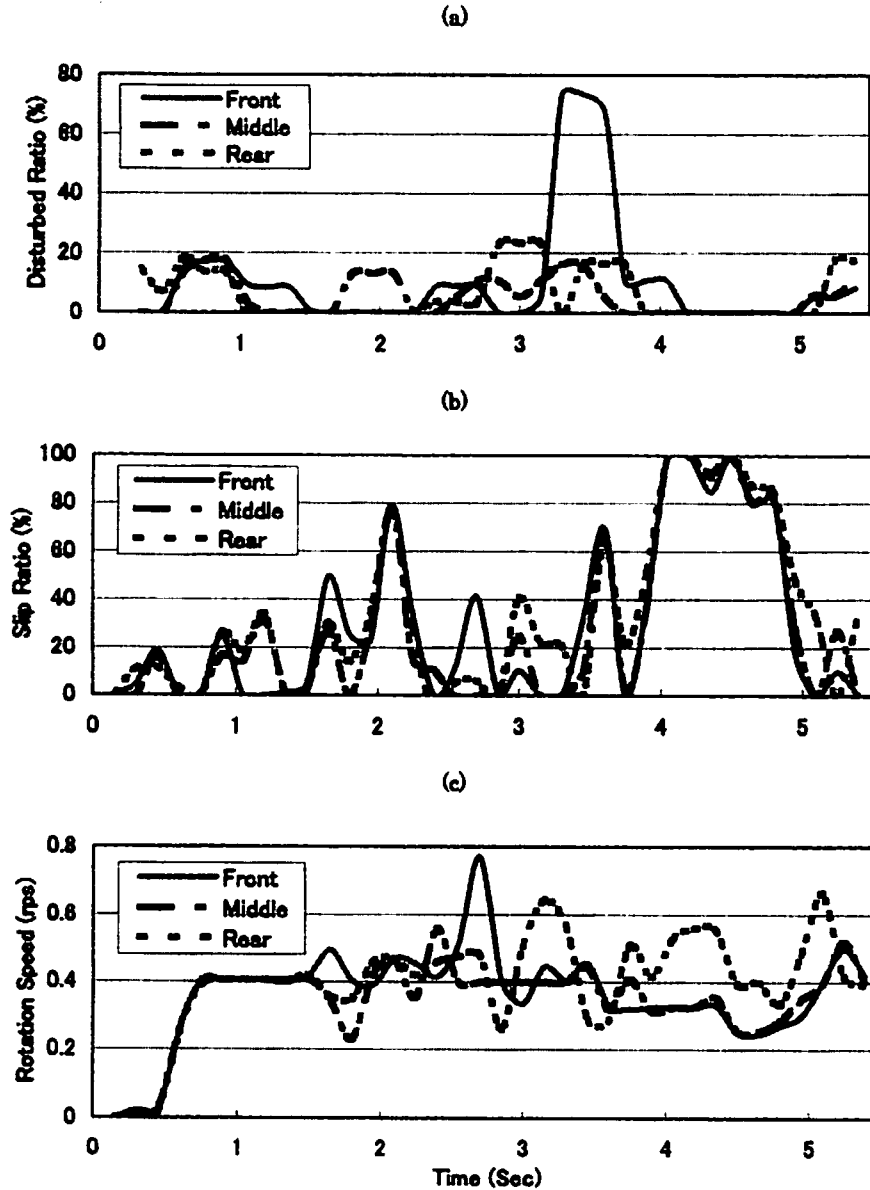 (a)
80
60
40
20
0
Disturbed Ratio (%)
Front
Middle
Rear
0 1 2 3 4 5
(b)
100
80
60
40
20
0
Slip Ratio (%)
Front
Middle
Rear
0 1 2 3 4 5
(c)
0.8
0.6
0.4
0.2
0
Rotation Speed (rps)
Front
Middle
Rear
0 1 2 3 4 5
Time (Sec)